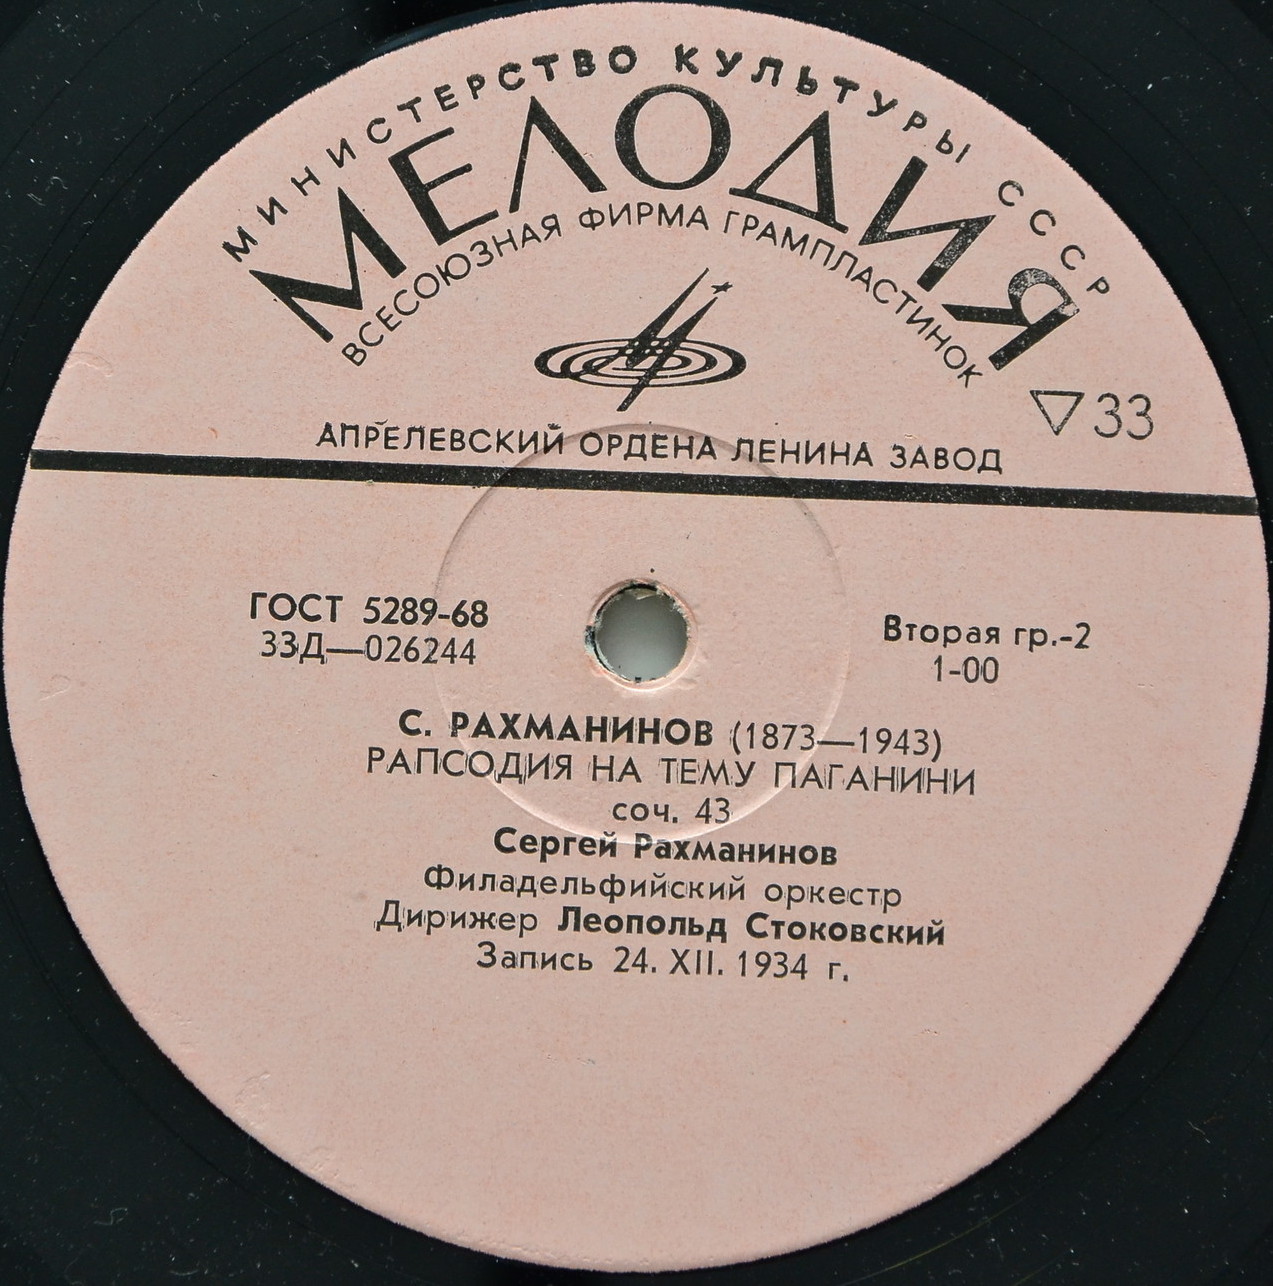 МИНИСТЕРСТВО КУЛЬТУРЫ СССР
МЕЛОДИЯ
ВСЕСОЮЗНАЯ ФИРМА ГРАМПЛАСТИНОК
▽33
АПРЕЛЕВСКИЙ ОРДЕНА ЛЕНИНА ЗАВОД
ГОСТ 5289-68
33Д—026244
Вторая гр.-2
1-00
С. РАХМАНИНОВ (1873—1943)
РАПСОДИЯ НА ТЕМУ ПАГАНИНИ
соч. 43
Сергей Рахманинов
Филадельфийский оркестр
Дирижер Леопольд Стоковский
Запись 24. XII. 1934 г.